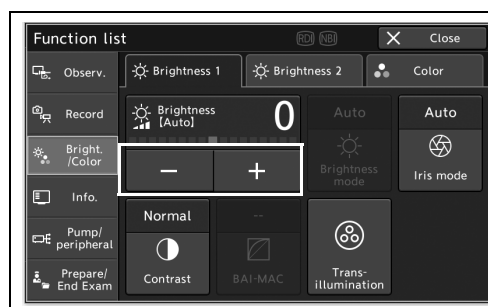 Function list RDI NBI Close
Observ. Brightness 1 Brightness 2 Color
Record
Brightness
[Auto]
0
Auto
Brightness
mode
Auto
Iris mode
Bright.
/Color
− +
Info.
Normal
Contrast
--
BAI-MAC
Trans-
illumination
Pump/
peripheral
Prepare/
End Exam